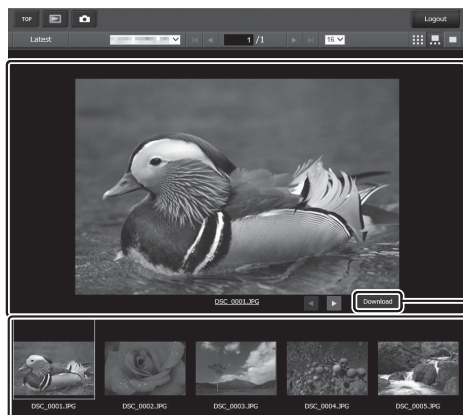 TOP
Logout
Latest
1 /1
16
DSC_0001.JPG
Download
DSC_0001.JPG DSC_0002.JPG DSC_0003.JPG DSC_0004.JPG DSC_0005.JPG